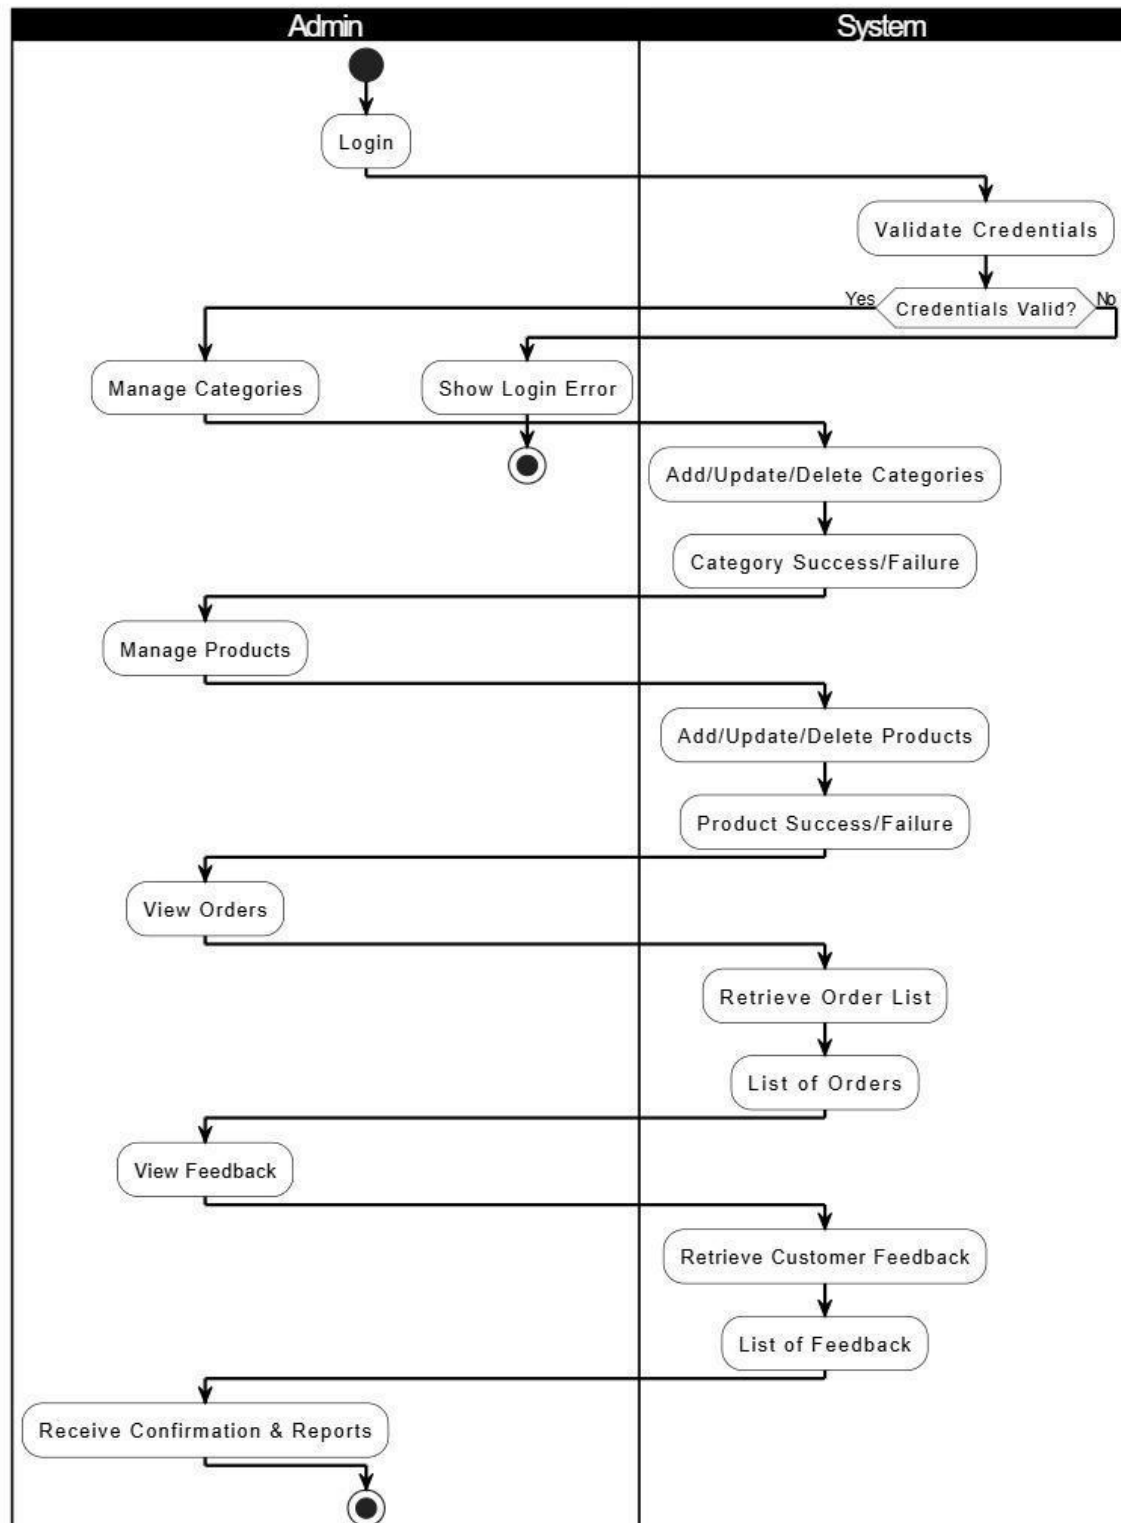 Admin
System
Login
Validate Credentials
Yes
Credentials Valid?
No
Manage Categories
Show Login Error
Add/Update/Delete Categories
Category Success/Failure
Manage Products
Add/Update/Delete Products
Product Success/Failure
View Orders
Retrieve Order List
List of Orders
View Feedback
Retrieve Customer Feedback
List of Feedback
Receive Confirmation & Reports